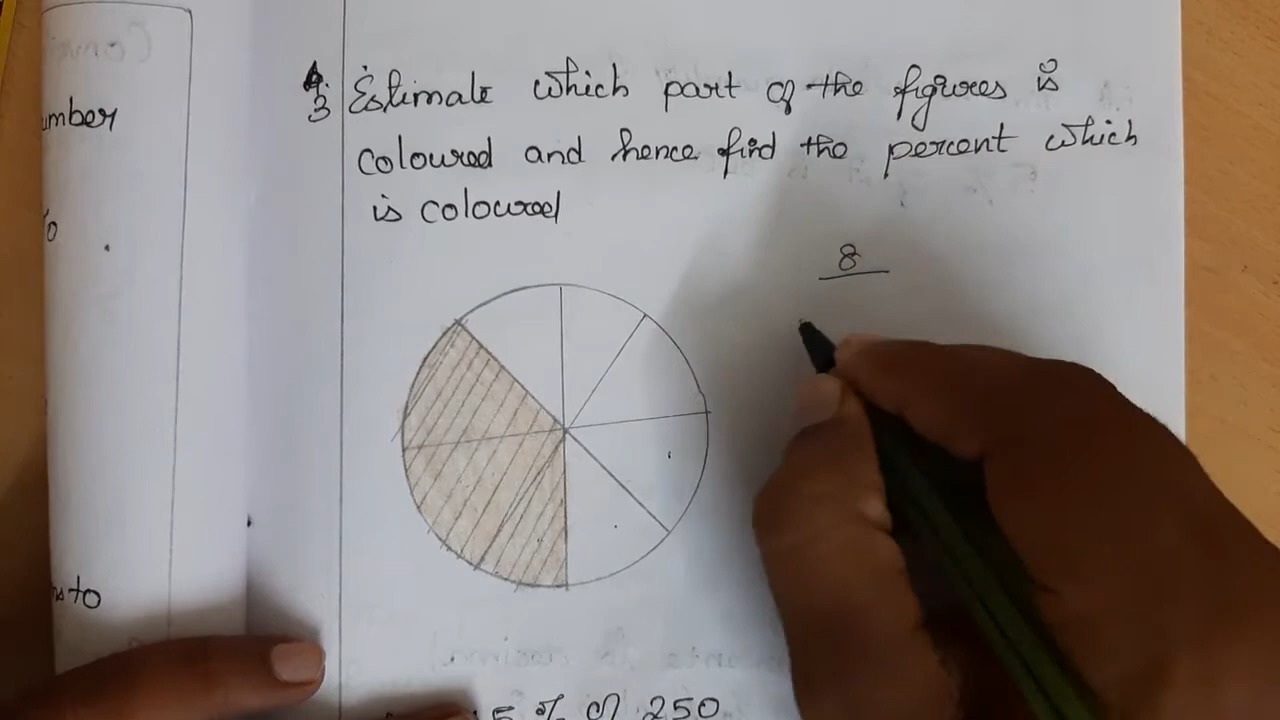 umber
3 Estimate which part of the figures is
coloured and hence find the percent which
is coloured
8
to
5 % of 250